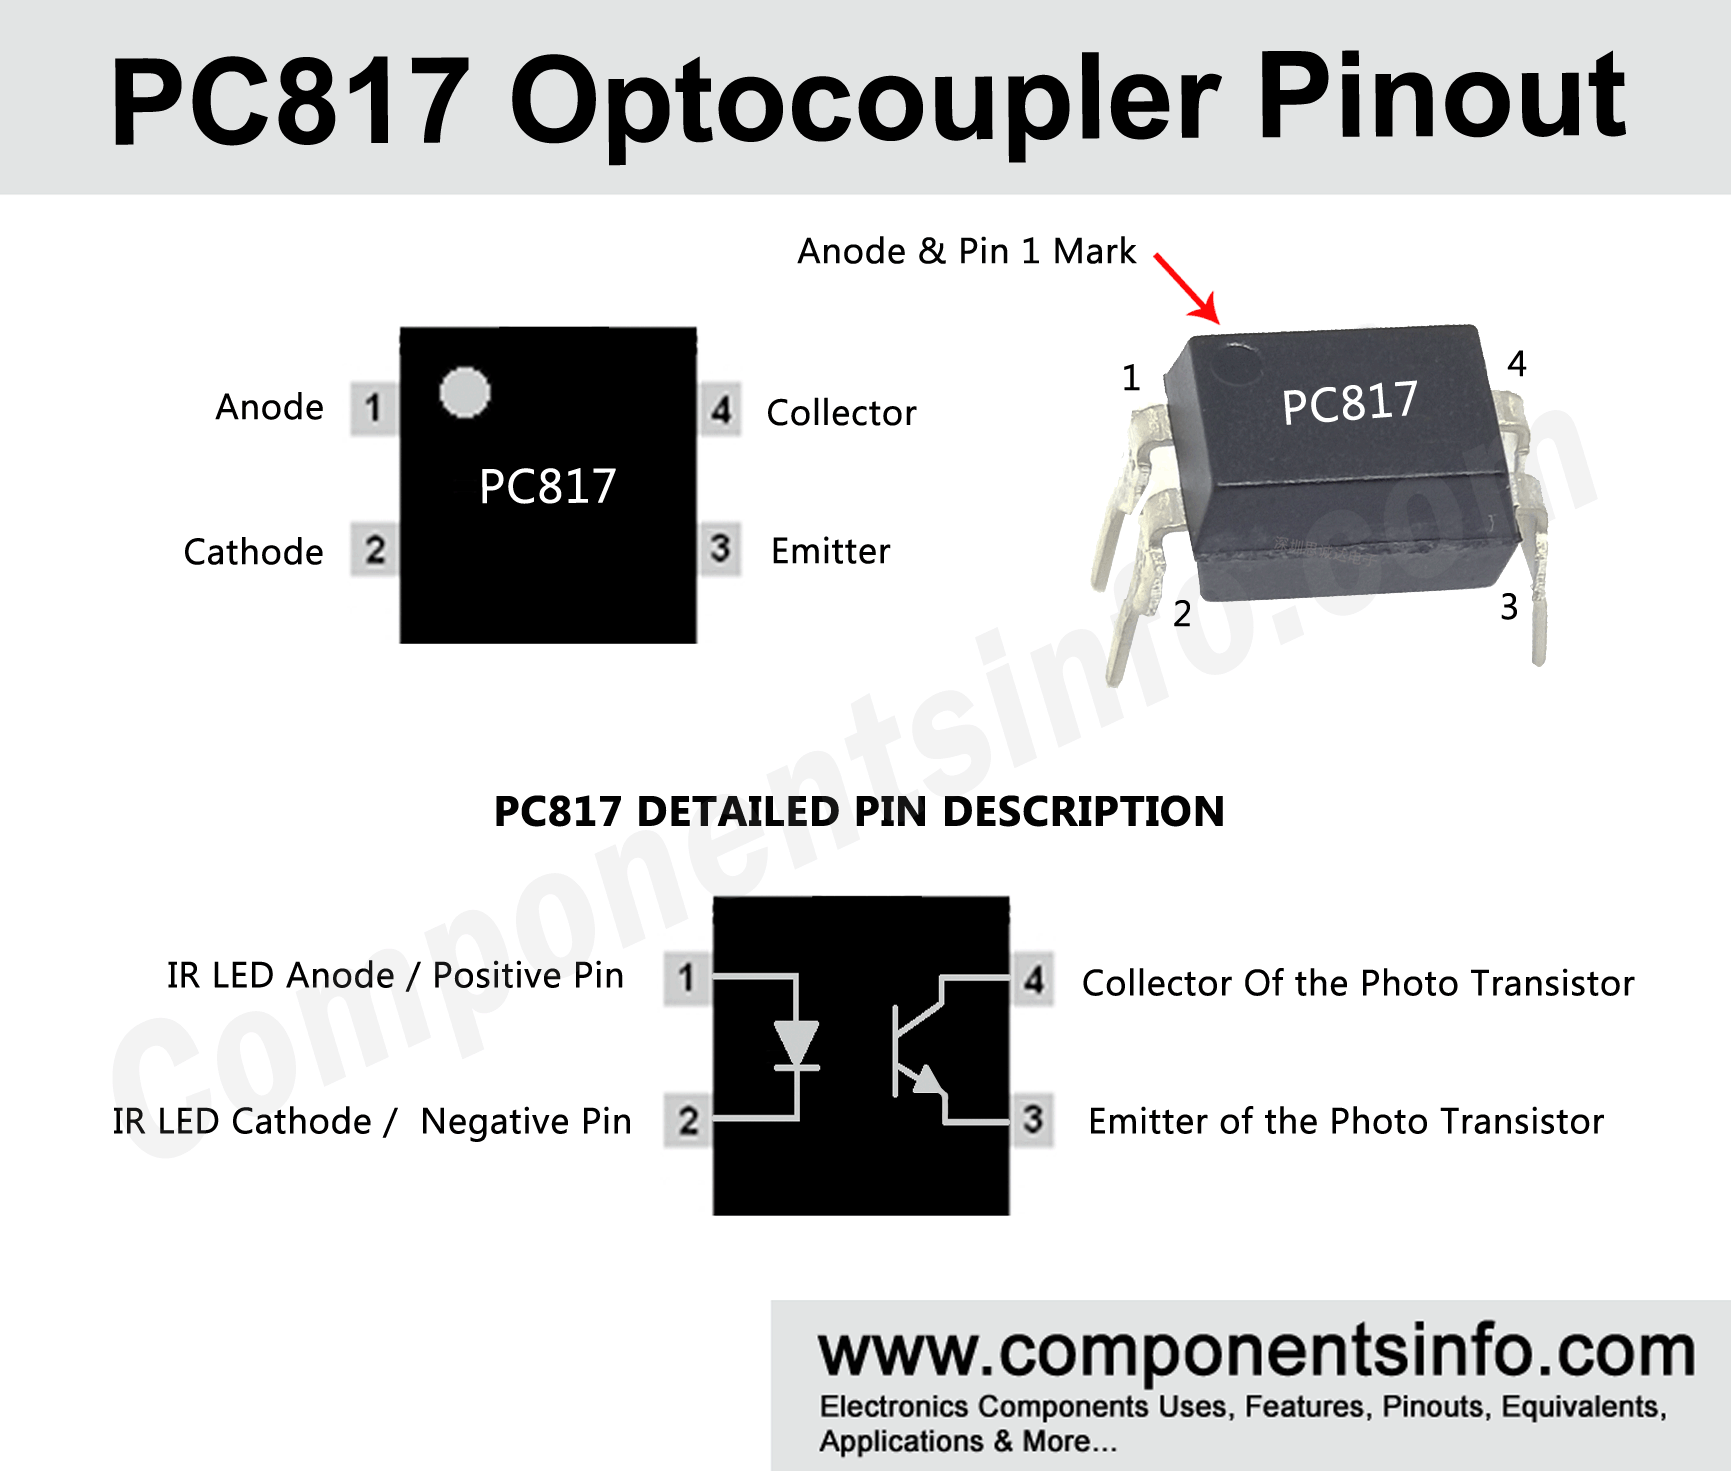 PC817 Optocoupler Pinout
Anode & Pin 1 Mark
Anode 1 4 Collector
PC817
Cathode 2 3 Emitter
1 4
PC817
2 3
Componentsinfo.com
PC817 DETAILED PIN DESCRIPTION
IR LED Anode / Positive Pin 1 4 Collector Of the Photo Transistor
IR LED Cathode / Negative Pin 2 3 Emitter of the Photo Transistor
www.componentsinfo.com
Electronics Components Uses, Features, Pinouts, Equivalents,
Applications & More...